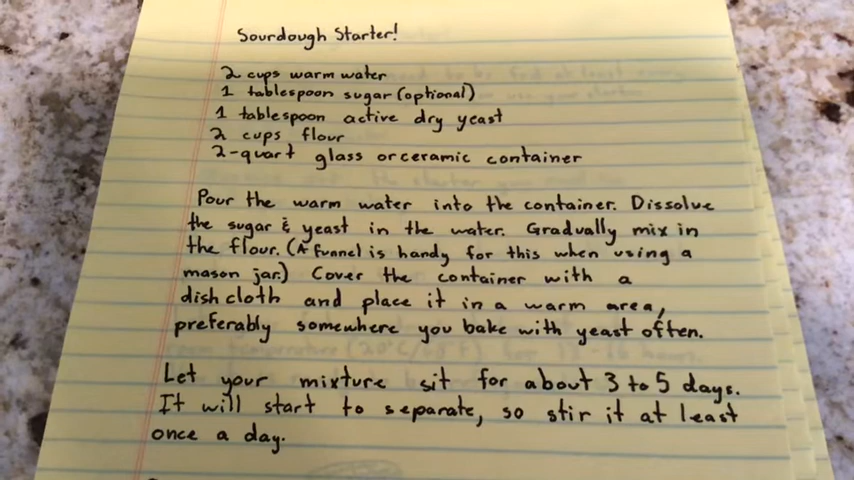 Sourdough Starter!
2 cups warm water
1 tablespoon sugar (optional)
1 tablespoon active dry yeast
2 cups flour
2-quart glass or ceramic container
Pour the warm water into the container. Dissolve
the sugar & yeast in the water. Gradually mix in
the flour. (A funnel is handy for this when using a
mason jar.) Cover the container with a
dish cloth and place it in a warm area,
preferably somewhere you bake with yeast often.
Let your mixture sit for about 3 to 5 days.
It will start to separate, so stir it at least
once a day.